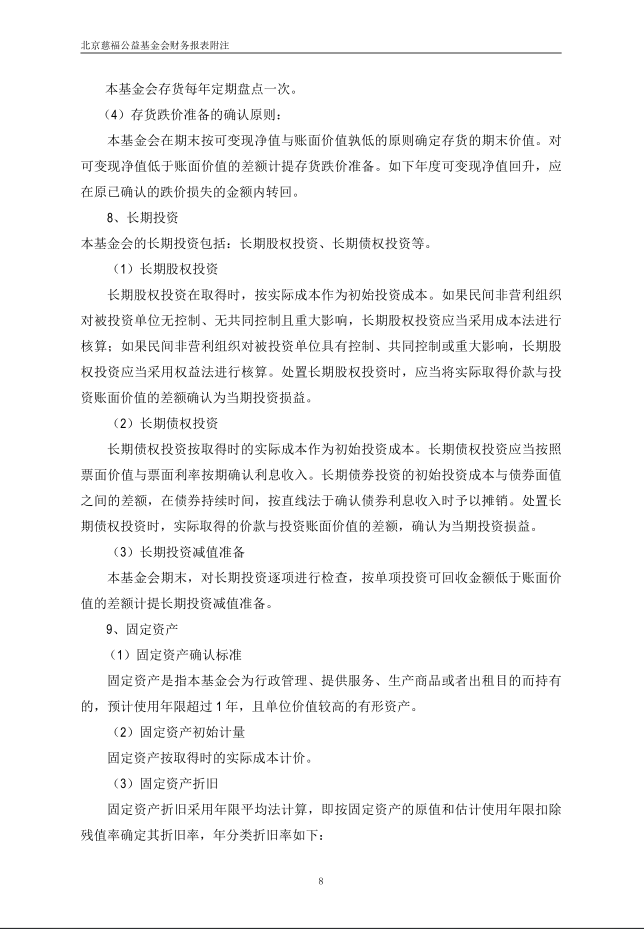 北京慈福公益基金会财务报表附注
本基金会存货每年定期盘点一次。
（4）存货跌价准备的确认原则：
本基金会在期末按可变现净值与账面价值孰低的原则确定存货的期末价值。对
可变现净值低于账面价值的差额计提存货跌价准备。如下年度可变现净值回升，应
在原已确认的跌价损失的金额内转回。
8、长期投资
本基金会的长期投资包括：长期股权投资、长期债权投资等。
（1）长期股权投资
长期股权投资在取得时，按实际成本作为初始投资成本。如果民间非营利组织
对被投资单位无控制、无共同控制且重大影响，长期股权投资应当采用成本法进行
核算；如果民间非营利组织对被投资单位具有控制、共同控制或重大影响，长期股
权投资应当采用权益法进行核算。处置长期股权投资时，应当将实际取得价款与投
资账面价值的差额确认为当期投资损益。
（2）长期债权投资
长期债权投资按取得时的实际成本作为初始投资成本。长期债权投资应当按照
票面价值与票面利率按期确认利息收入。长期债券投资的初始投资成本与债券面值
之间的差额，在债券持续时间，按直线法于确认债券利息收入时予以摊销。处置长
期债权投资时，实际取得的价款与投资账面价值的差额，确认为当期投资损益。
（3）长期投资减值准备
本基金会期末，对长期投资逐项进行检查，按单项投资可回收金额低于账面价
值的差额计提长期投资减值准备。
9、固定资产
（1）固定资产确认标准
固定资产是指本基金会为行政管理、提供服务、生产商品或者出租目的而持有
的，预计使用年限超过 1 年，且单位价值较高的有形资产。
（2）固定资产初始计量
固定资产按取得时的实际成本计价。
（3）固定资产折旧
固定资产折旧采用年限平均法计算，即按固定资产的原值和估计使用年限扣除
残值率确定其折旧率，年分类折旧率如下：
8